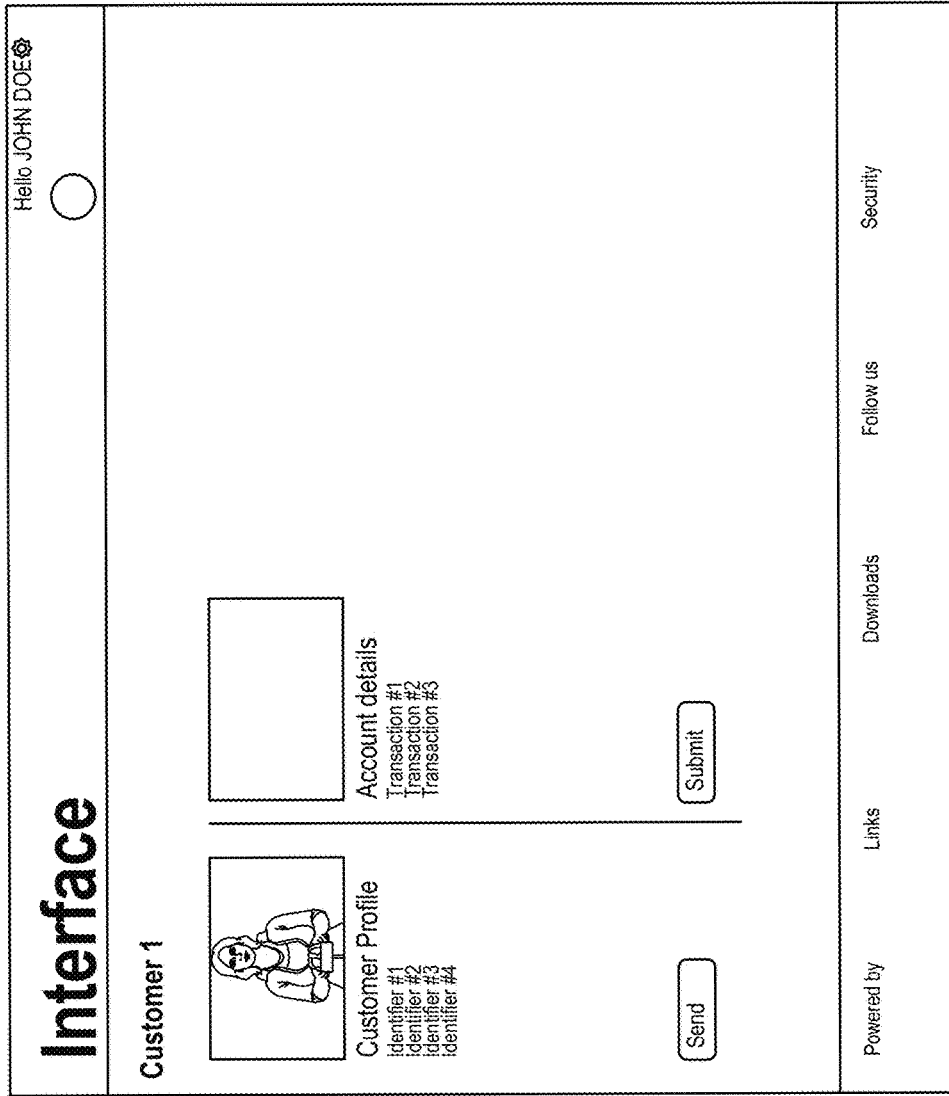 Hello JOHN DOE
Interface
Customer 1
Customer Profile
Identifier #1
Identifier #2
Identifier #3
Identifier #4
Send
Account details
Transaction #1
Transaction #2
Transaction #3
Submit
Powered by
Links
Downloads
Follow us
Security